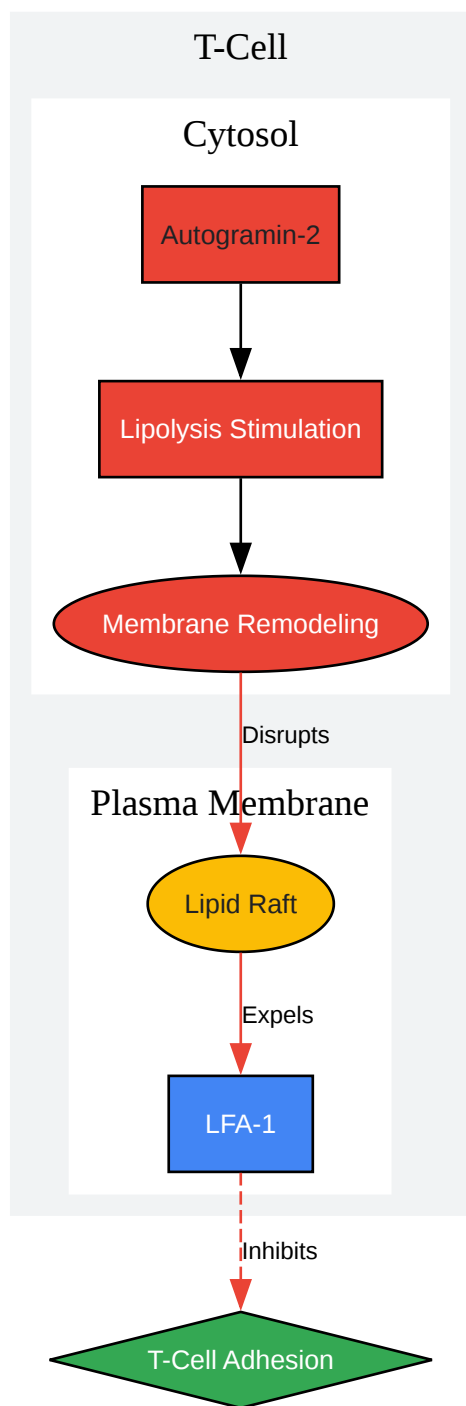 T-Cell
Cytosol
Autogramin-2
Lipolysis Stimulation
Membrane Remodeling
Disrupts
Plasma Membrane
Lipid Raft
Expels
LFA-1
Inhibits
T-Cell Adhesion